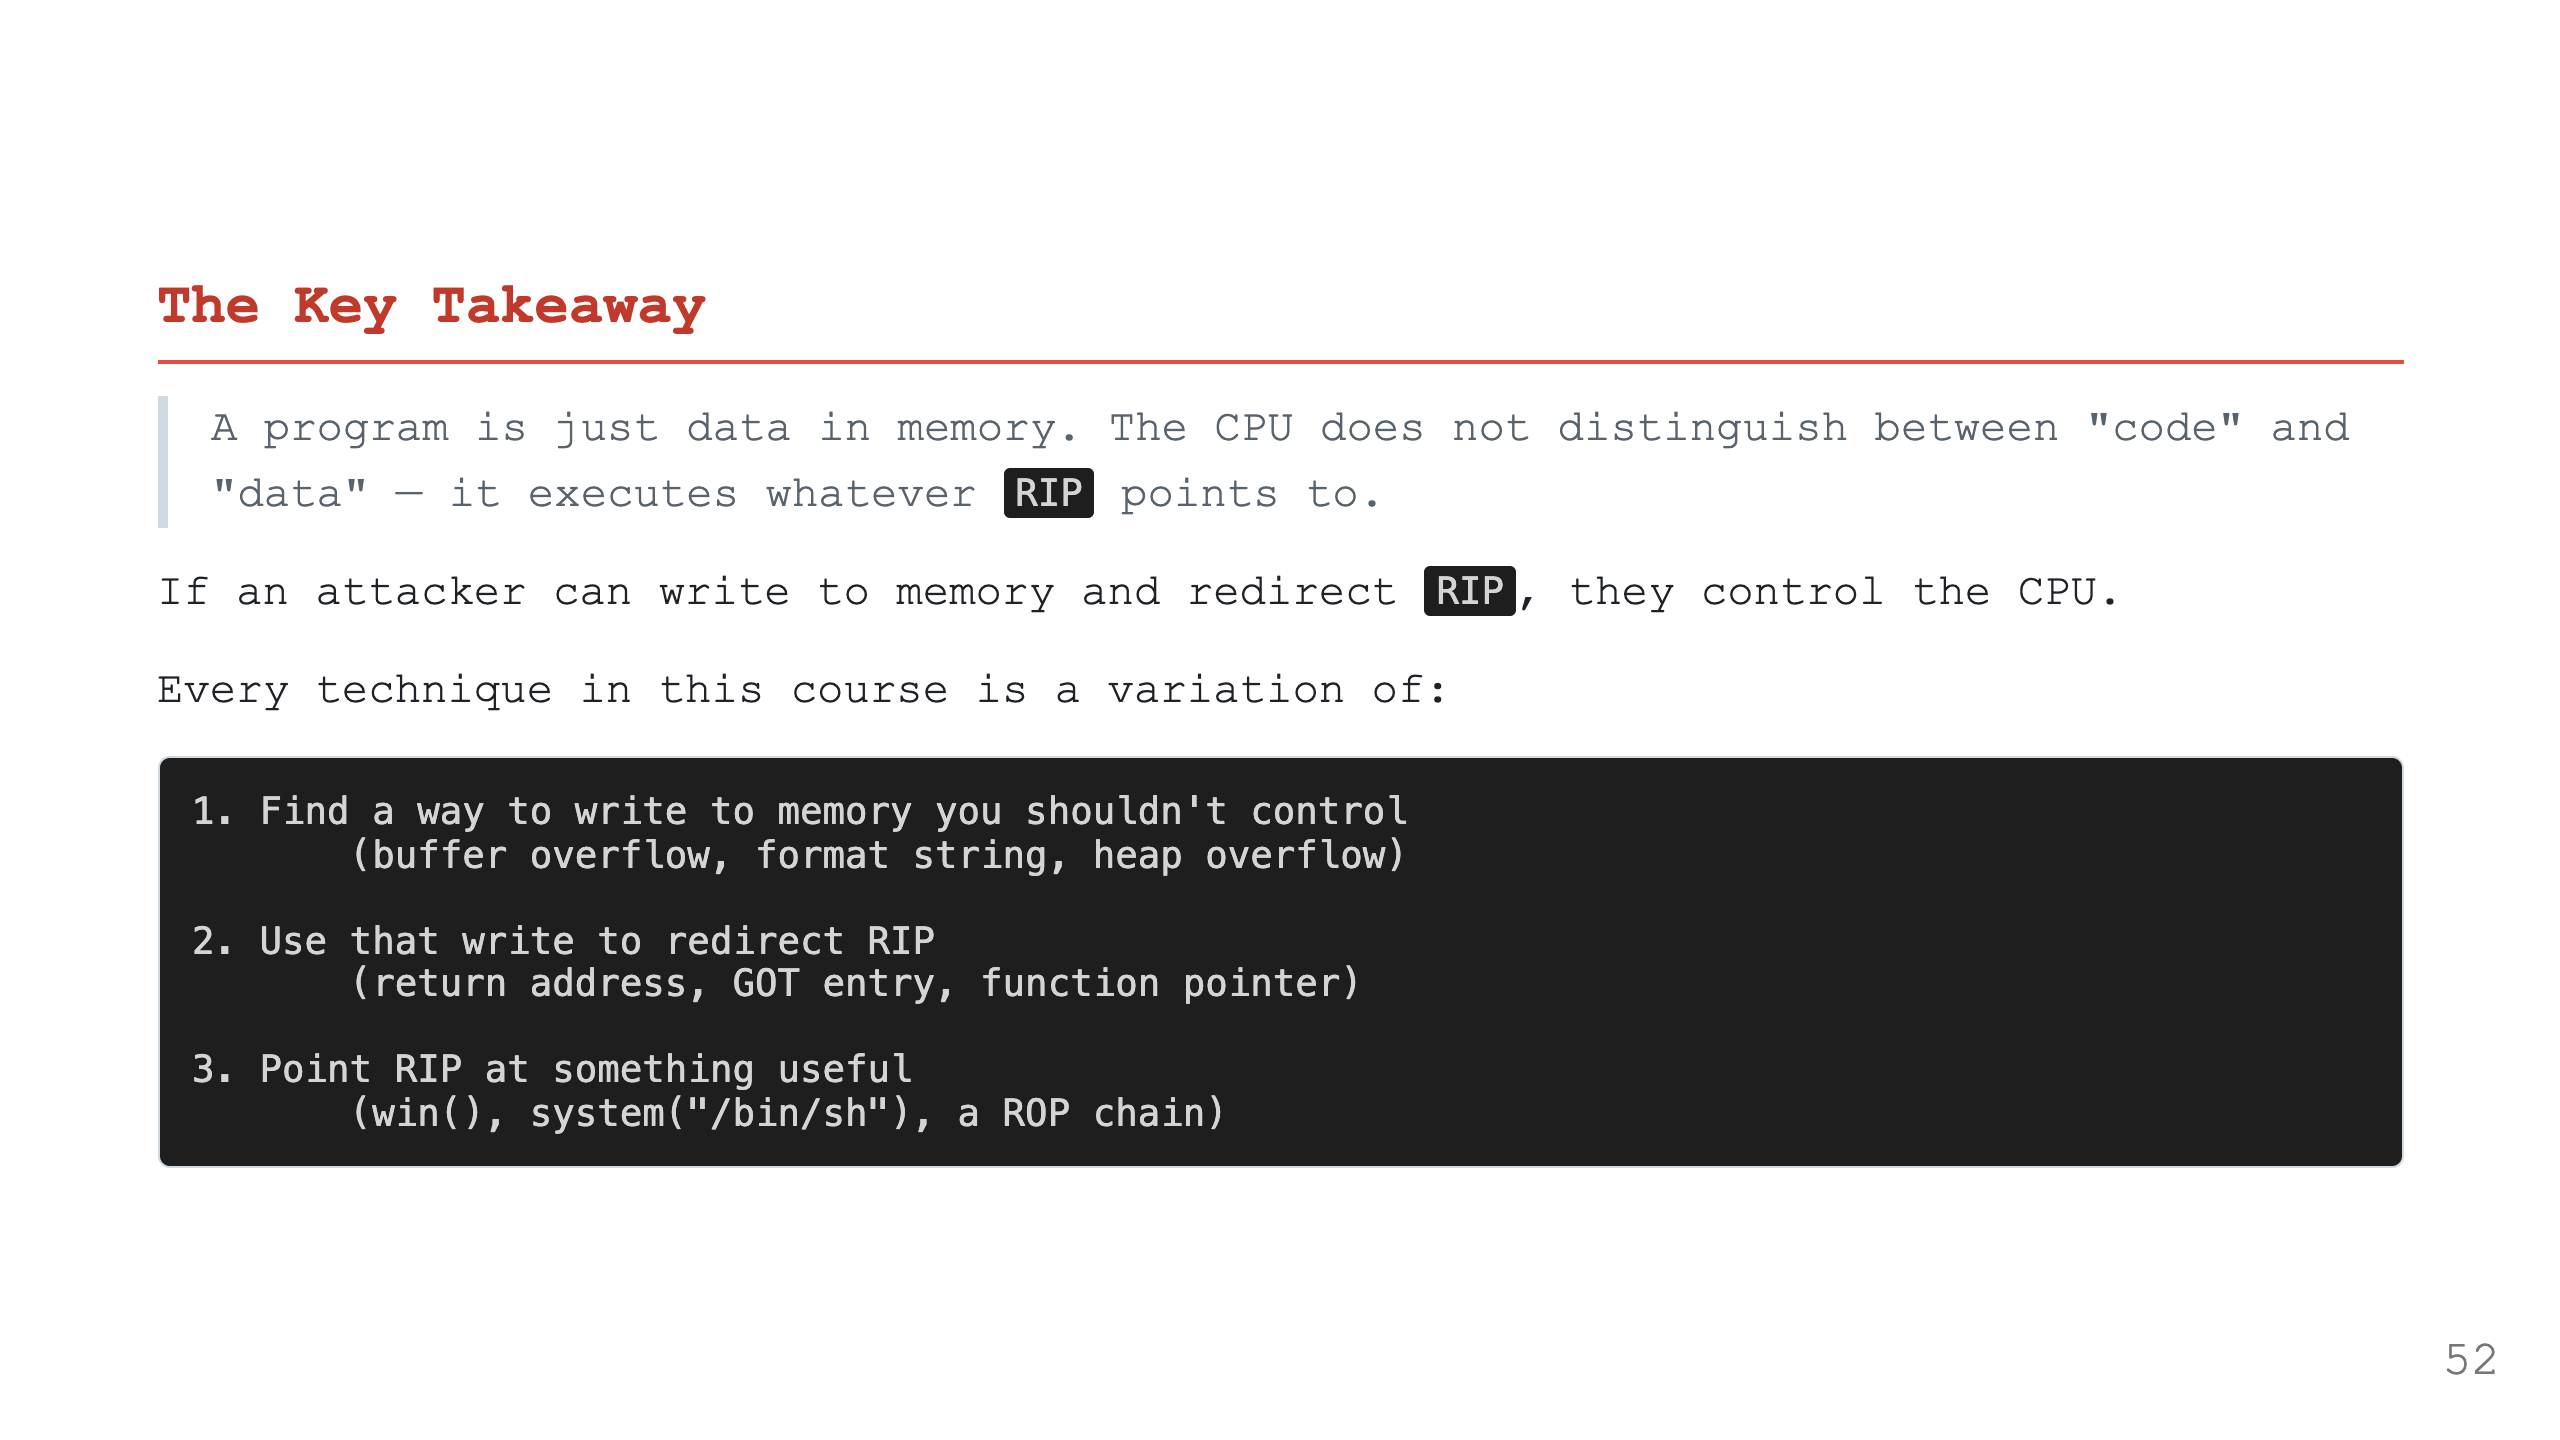 The Key Takeaway
A program is just data in memory. The CPU does not distinguish between "code" and
"data" — it executes whatever RIP points to.
If an attacker can write to memory and redirect RIP, they control the CPU.
Every technique in this course is a variation of:
1. Find a way to write to memory you shouldn't control
(buffer overflow, format string, heap overflow)
2. Use that write to redirect RIP
(return address, GOT entry, function pointer)
3. Point RIP at something useful
(win(), system("/bin/sh"), a ROP chain)
52